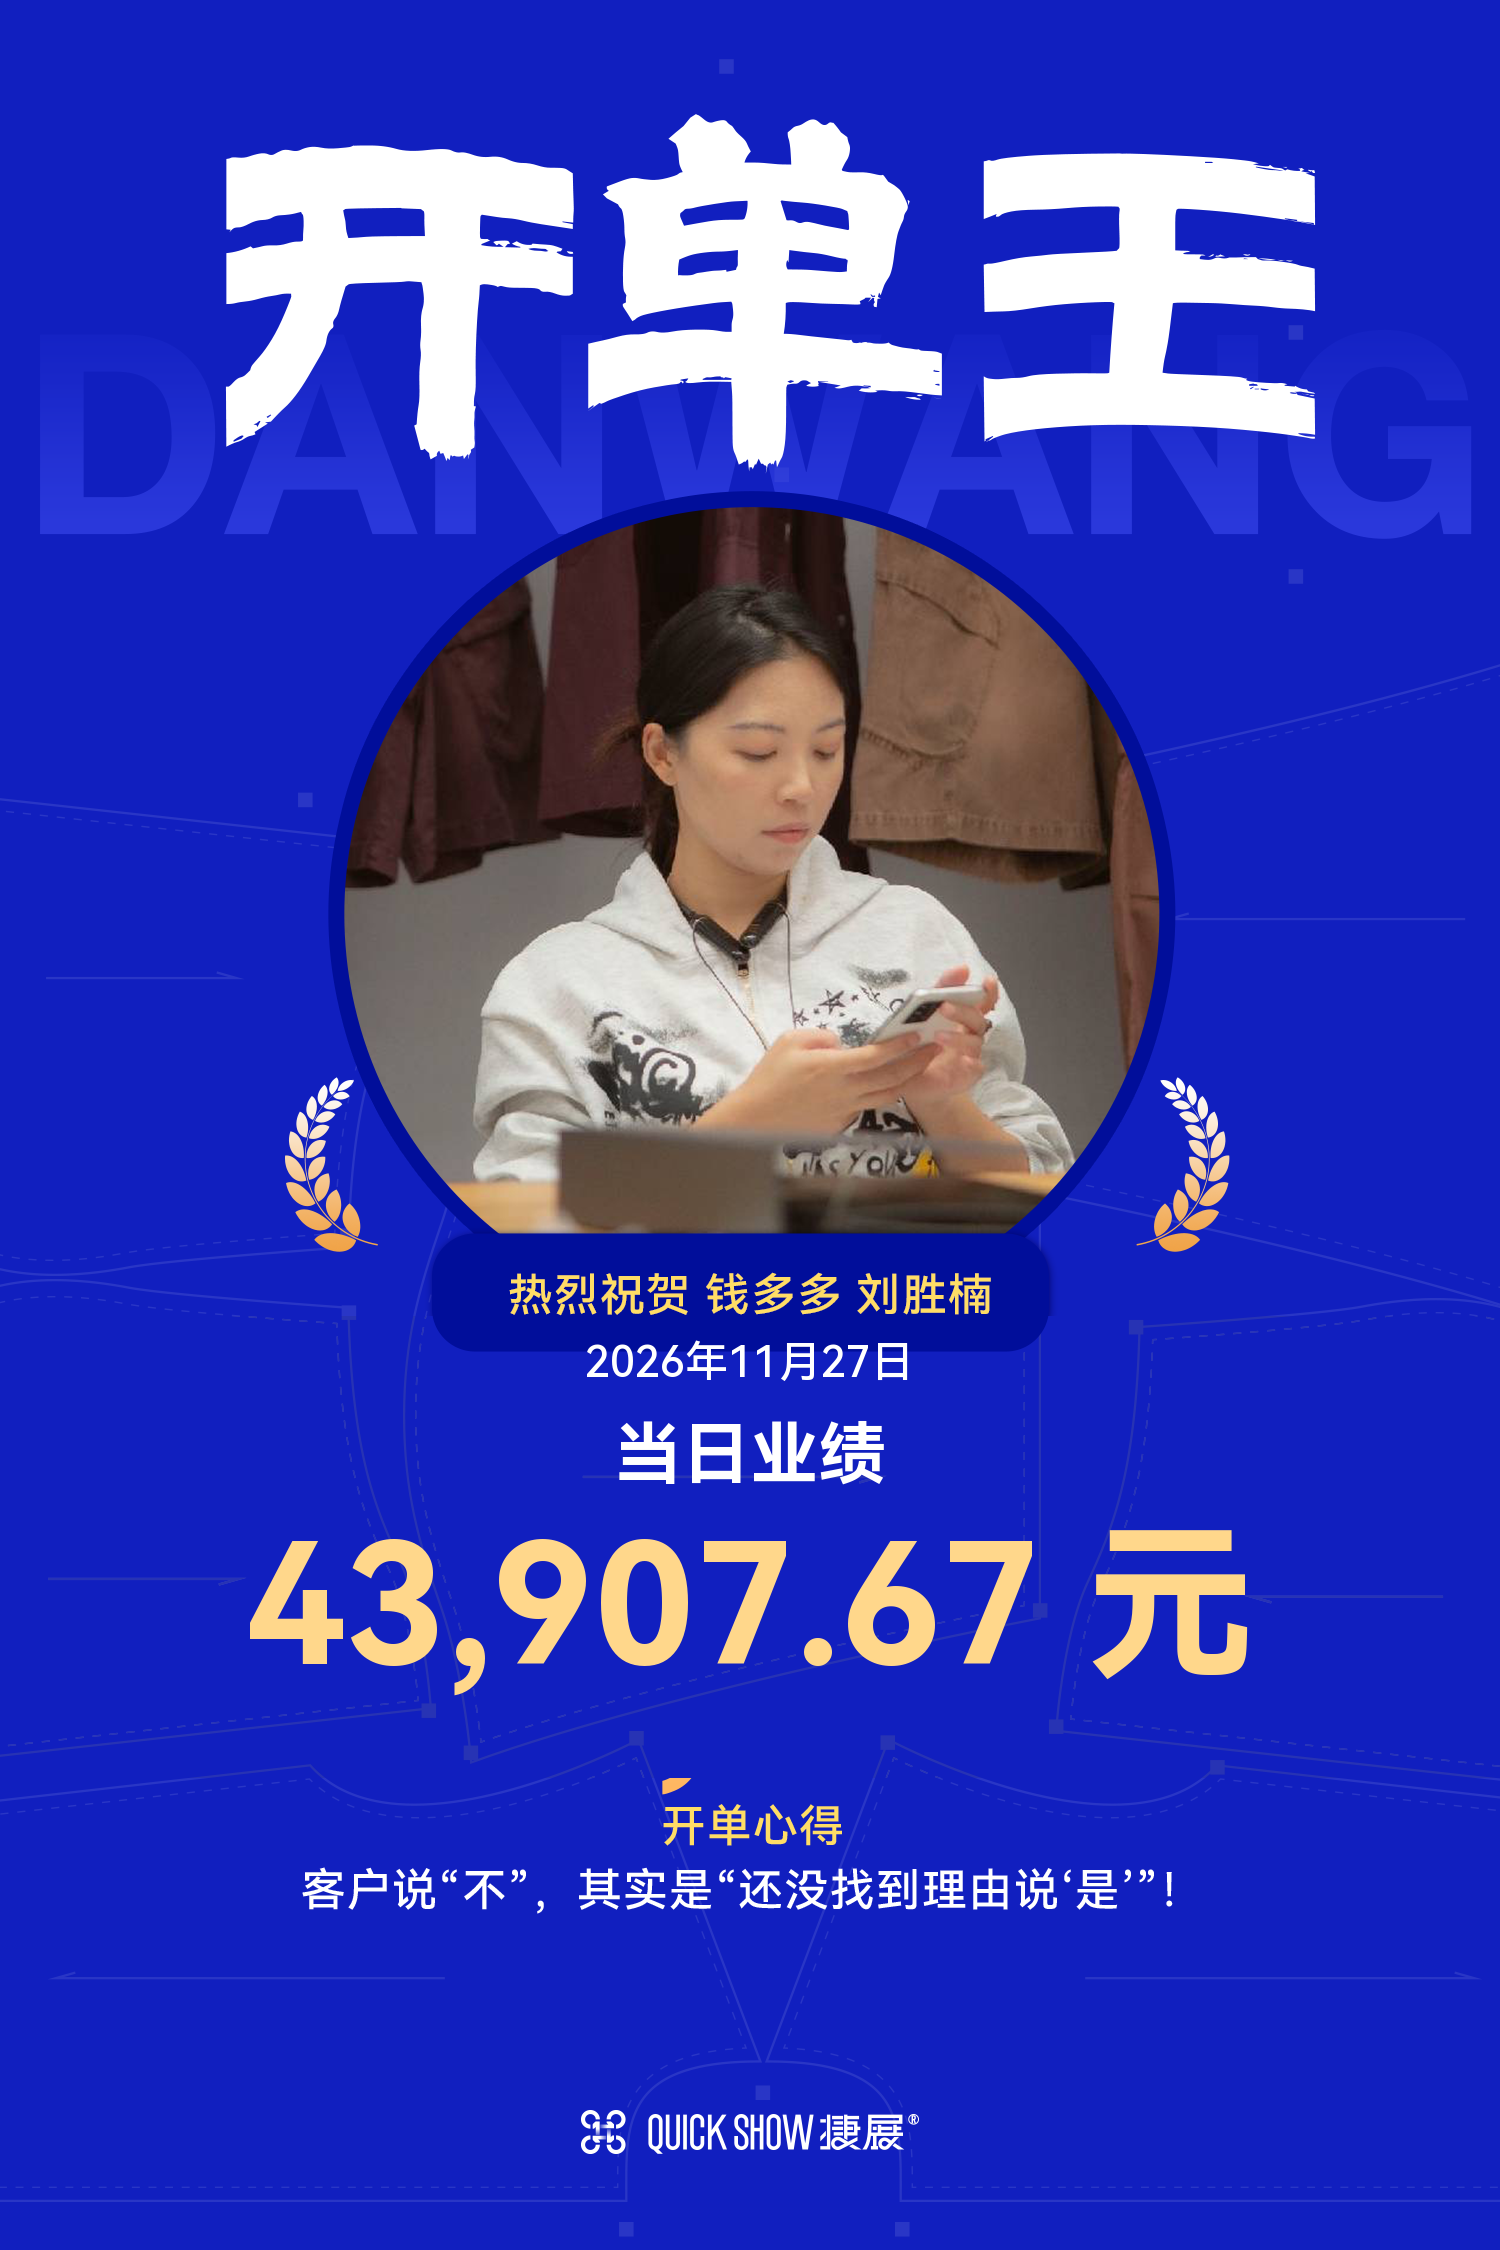 开单王
DANWANG
热烈祝贺 钱多多 刘胜楠
2026年11月27日
当日业绩
43,907.67 元
开单心得
客户说“不”，其实是“还没找到理由说‘是’”！
QUICK SHOW 捷展®